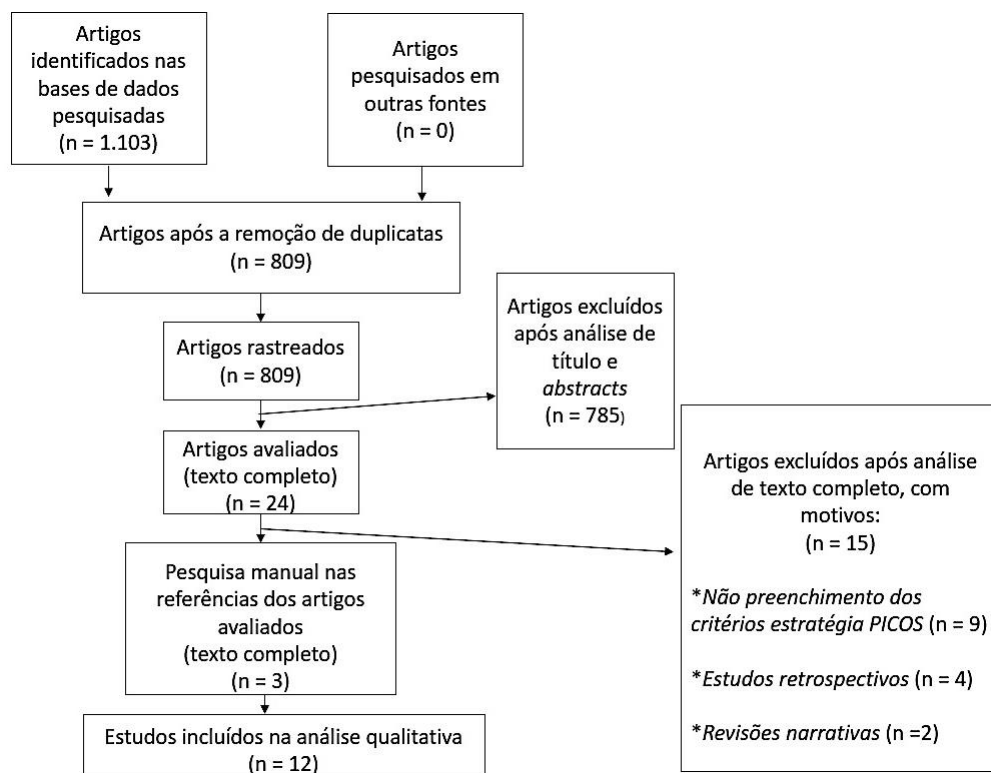 Artigos
identificados nas
bases de dados
pesquisadas
(n = 1.103)
Artigos
pesquisados em
outras fontes
(n = 0)
Artigos após a remoção de duplicatas
(n = 809)
Artigos rastreados
(n = 809)
Artigos excluídos
após análise de
título e
abstracts
(n = 785)
Artigos avaliados
(texto completo)
(n = 24)
Artigos excluídos após análise
de texto completo, com
motivos:
(n = 15)
*Não preenchimento dos
critérios estratégia PICOS (n = 9)
*Estudos retrospectivos (n = 4)
*Revisões narrativas (n =2)
Pesquisa manual nas
referências dos artigos
avaliados
(texto completo)
(n = 3)
Estudos incluídos na análise qualitativa
(n = 12)